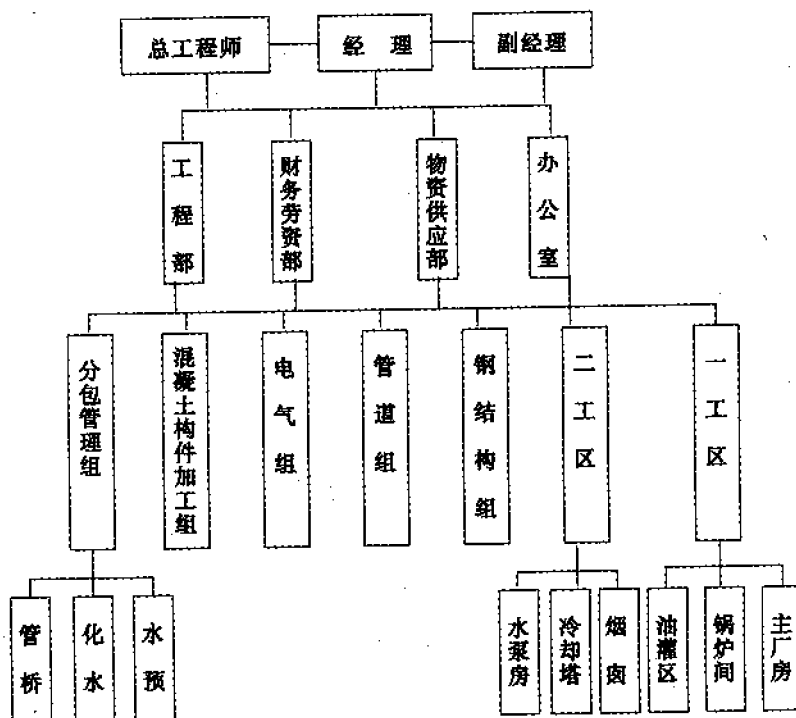 总工程师
经理
副经理
工程部
财务劳资部
物资供应部
办公室
分包管理组
混凝土构件加工组
电气组
管道组
钢结构组
二工区
一工区
管桥
化水
水预
水泵房
冷却塔
烟囱
油灌区
锅炉间
主厂房